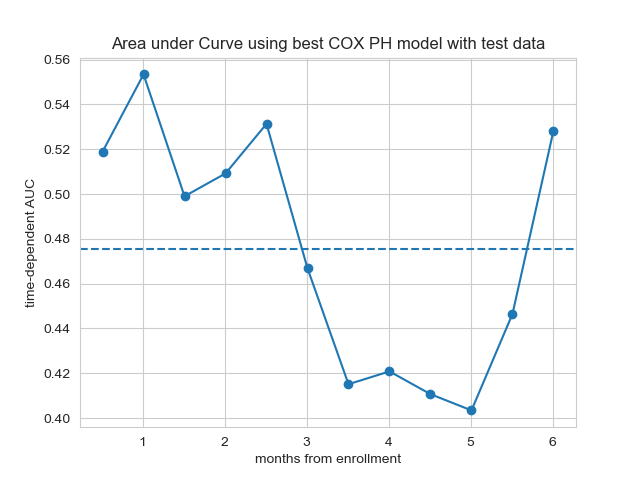 Area under Curve using best COX PH model with test data
0.56
0.54
0.52
0.50
0.48
0.46
0.44
0.42
0.40
time-dependent AUC
1 2 3 4 5 6
months from enrollment